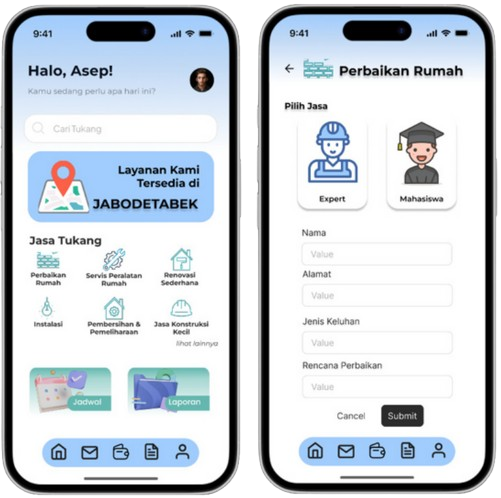 9:41
Halo, Asep!
Kamu sedang perlu apa hari ini?
Cari Tukang
Layanan Kami
Tersedia di
JABODETABEK
Jasa Tukang
Perbaikan
Rumah
Servis Peralatan
Rumah
Renovasi
Sederhana
Instalasi
Pembersihan &
Pemeliharaan
Jasa Konstruksi
Kecil
lihat lainnya
Jadwal
Laporan
9:41
Perbaikan Rumah
Pilih Jasa
Expert
Mahasiswa
Nama
Value
Alamat
Value
Jenis Keluhan
Value
Rencana Perbaikan
Value
Cancel
Submit